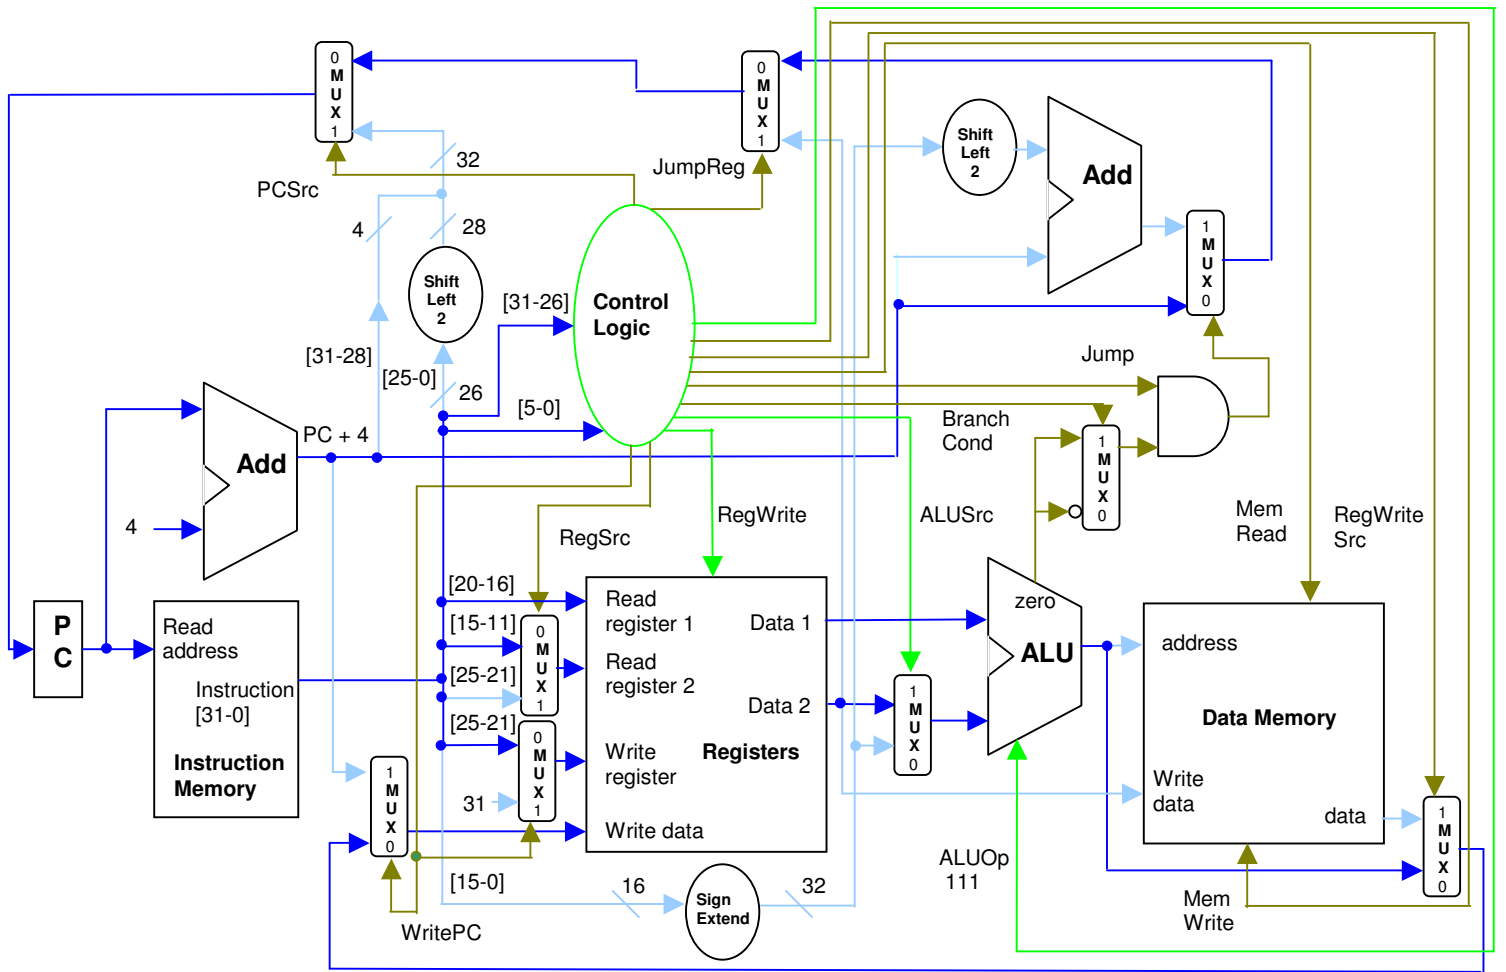 0
M
U
X
1
PCSrc
32
4
28
Shift
Left
2
[31-28]
[25-0]
26
[31-26]
[5-0]
Control
Logic
JumpReg
0
M
U
X
1
Shift
Left
2
Add
1
M
U
X
0
Jump
Branch
Cond
1
M
U
X
0
PC + 4
Add
4
P
C
Read
address
Instruction
[31-0]
Instruction
Memory
RegSrc
RegWrite
ALUSrc
Mem
Read
RegWrite
Src
[20-16]
[15-11]
[25-21]
[25-21]
0
M
U
X
1
0
M
U
X
1
31
1
M
U
X
0
WritePC
[15-0]
16
Sign
Extend
32
Read
register 1
Read
register 2
Write
register
Write data
Data 1
Data 2
Registers
1
M
U
X
0
zero
ALU
ALUOp
111
address
Data Memory
Write
data
data
Mem
Write
1
M
U
X
0